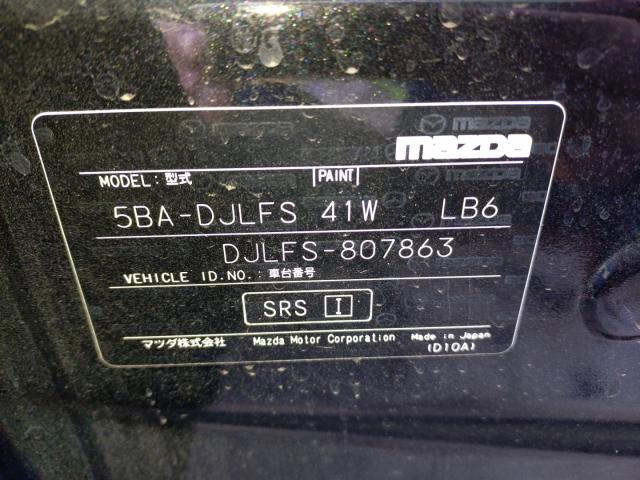 mazda
mazda
MODEL: 型式 PAINT
5BA-DJLFS 41W LB6
DJLFS-807863
VEHICLE ID.NO.: 車台番号
SRS I
マツダ株式会社 Mazda Motor Corporation Made in Japan
(D10A)